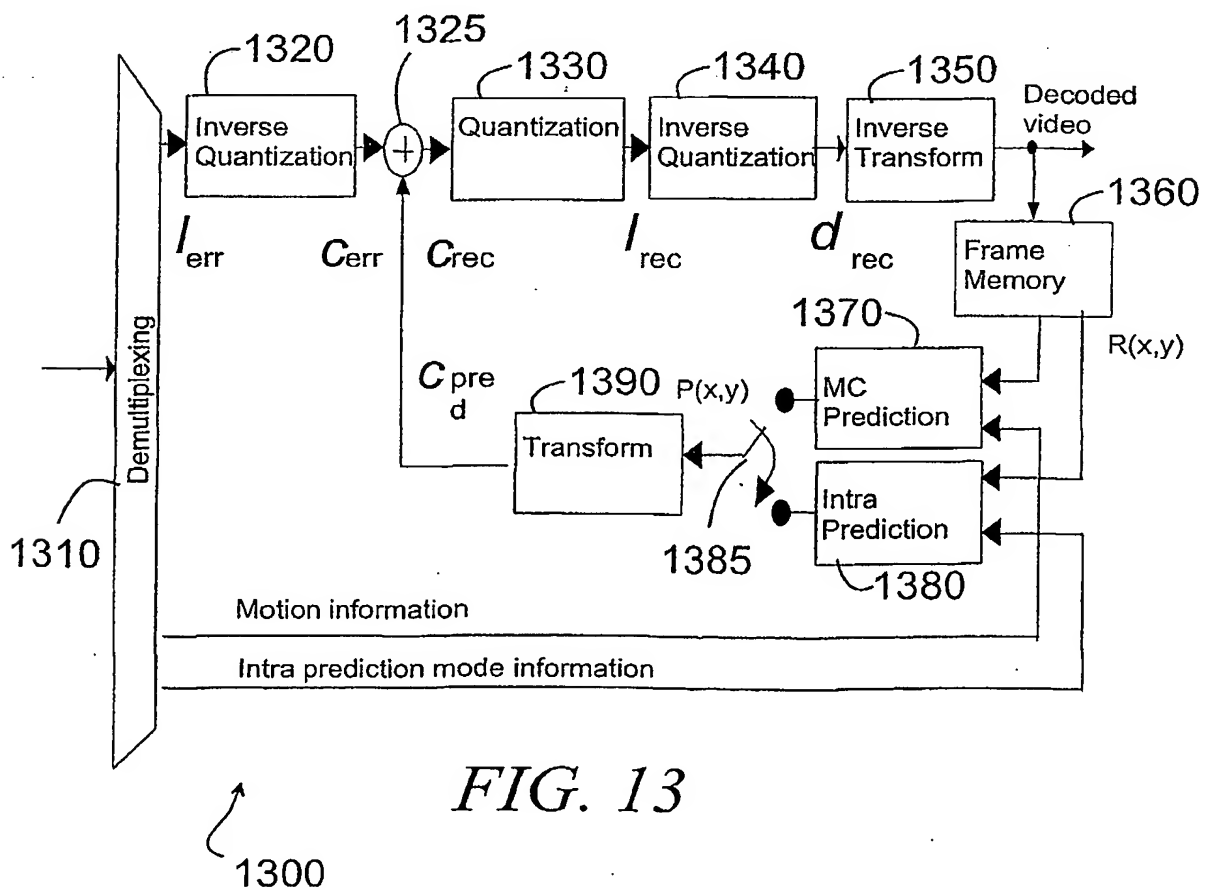 1320
1325
1330
1340
1350
Inverse
Quantization
+
Quantization
Inverse
Quantization
Inverse
Transform
Decoded
video
1360
Frame
Memory
l err
C err
C rec
l rec
d rec
R(x,y)
1370
MC
Prediction
C pre
d
1390
P(x,y)
Transform
Demultiplexing
1310
1385
Intra
Prediction
1380
Motion information
Intra prediction mode information
FIG. 13
1300